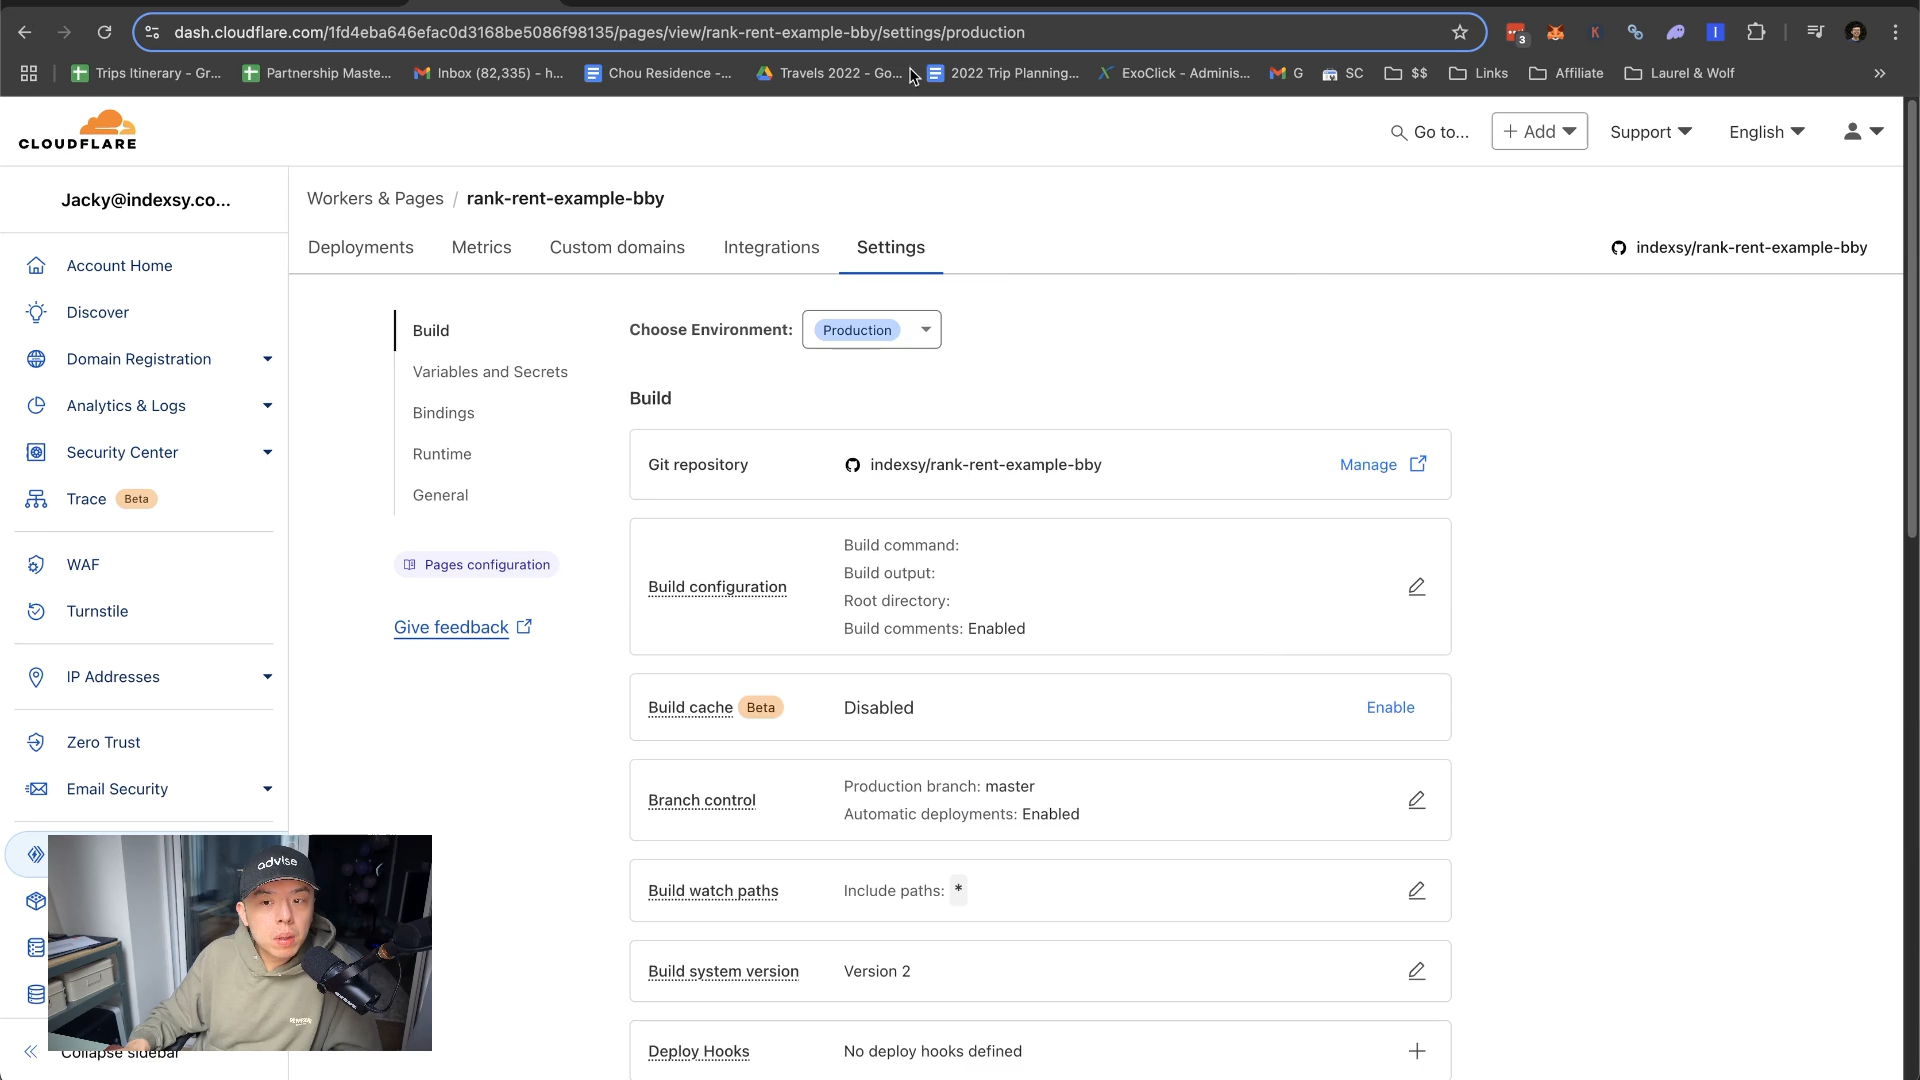 dash.cloudflare.com/1fd4eba646efac0d3168be5086f98135/pages/view/rank-rent-example-bby/settings/production
3
K
I
Trips Itinerary - Gr...
Partnership Maste...
Inbox (82,335) - h...
Chou Residence -...
Travels 2022 - Go...
2022 Trip Planning...
ExoClick - Adminis...
G
SC
$$
Links
Affiliate
Laurel & Wolf
CLOUDFLARE
Go to...
+ Add
Support
English
Jacky@indexsy.co...
Workers & Pages / rank-rent-example-bby
Deployments
Metrics
Custom domains
Integrations
Settings
indexsy/rank-rent-example-bby
Account Home
Discover
Domain Registration
Analytics & Logs
Security Center
Trace Beta
WAF
Turnstile
IP Addresses
Zero Trust
Email Security
Collapse sidebar
Build
Variables and Secrets
Bindings
Runtime
General
Pages configuration
Give feedback
Choose Environment: Production
Build
Git repository
indexsy/rank-rent-example-bby
Manage
Build configuration
Build command:
Build output:
Root directory:
Build comments: Enabled
Build cache Beta
Disabled
Enable
Branch control
Production branch: master
Automatic deployments: Enabled
Build watch paths
Include paths: *
Build system version
Version 2
Deploy Hooks
No deploy hooks defined
advise